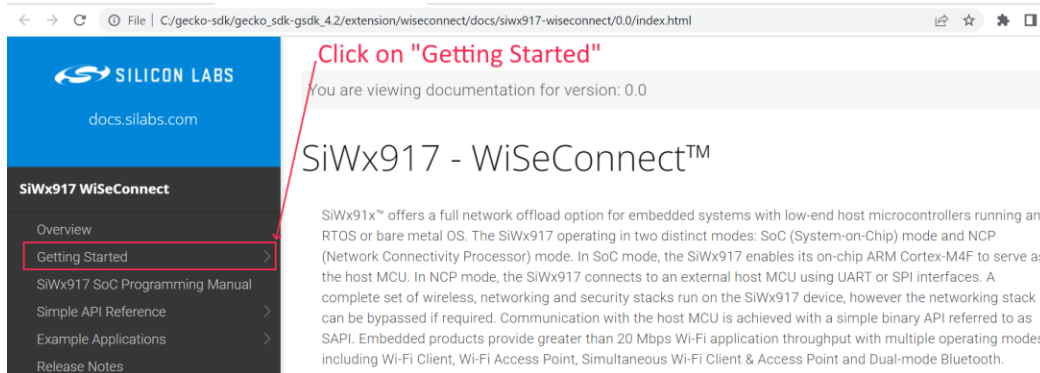 File | C:/gecko-sdk/gecko_sdk-gsdk_4.2/extension/wiseconnect/docs/siwx917-wiseconnect/0.0/index.html
Click on "Getting Started"
SILICON LABS
docs.silabs.com
You are viewing documentation for version: 0.0
SiWx917 - WiSeConnect™
SiWx917 WiSeConnect
Overview
Getting Started
SiWx917 SoC Programming Manual
Simple API Reference
Example Applications
Release Notes
SiWx91x™ offers a full network offload option for embedded systems with low-end host microcontrollers running an
RTOS or bare metal OS. The SiWx917 operating in two distinct modes: SoC (System-on-Chip) mode and NCP
(Network Connectivity Processor) mode. In SoC mode, the SiWx917 enables its on-chip ARM Cortex-M4F to serve as
the host MCU. In NCP mode, the SiWx917 connects to an external host MCU using UART or SPI interfaces. A
complete set of wireless, networking and security stacks run on the SiWx917 device, however the networking stack
can be bypassed if required. Communication with the host MCU is achieved with a simple binary API referred to as
SAPI. Embedded products provide greater than 20 Mbps Wi-Fi application throughput with multiple operating modes
including Wi-Fi Client, Wi-Fi Access Point, Simultaneous Wi-Fi Client & Access Point and Dual-mode Bluetooth.